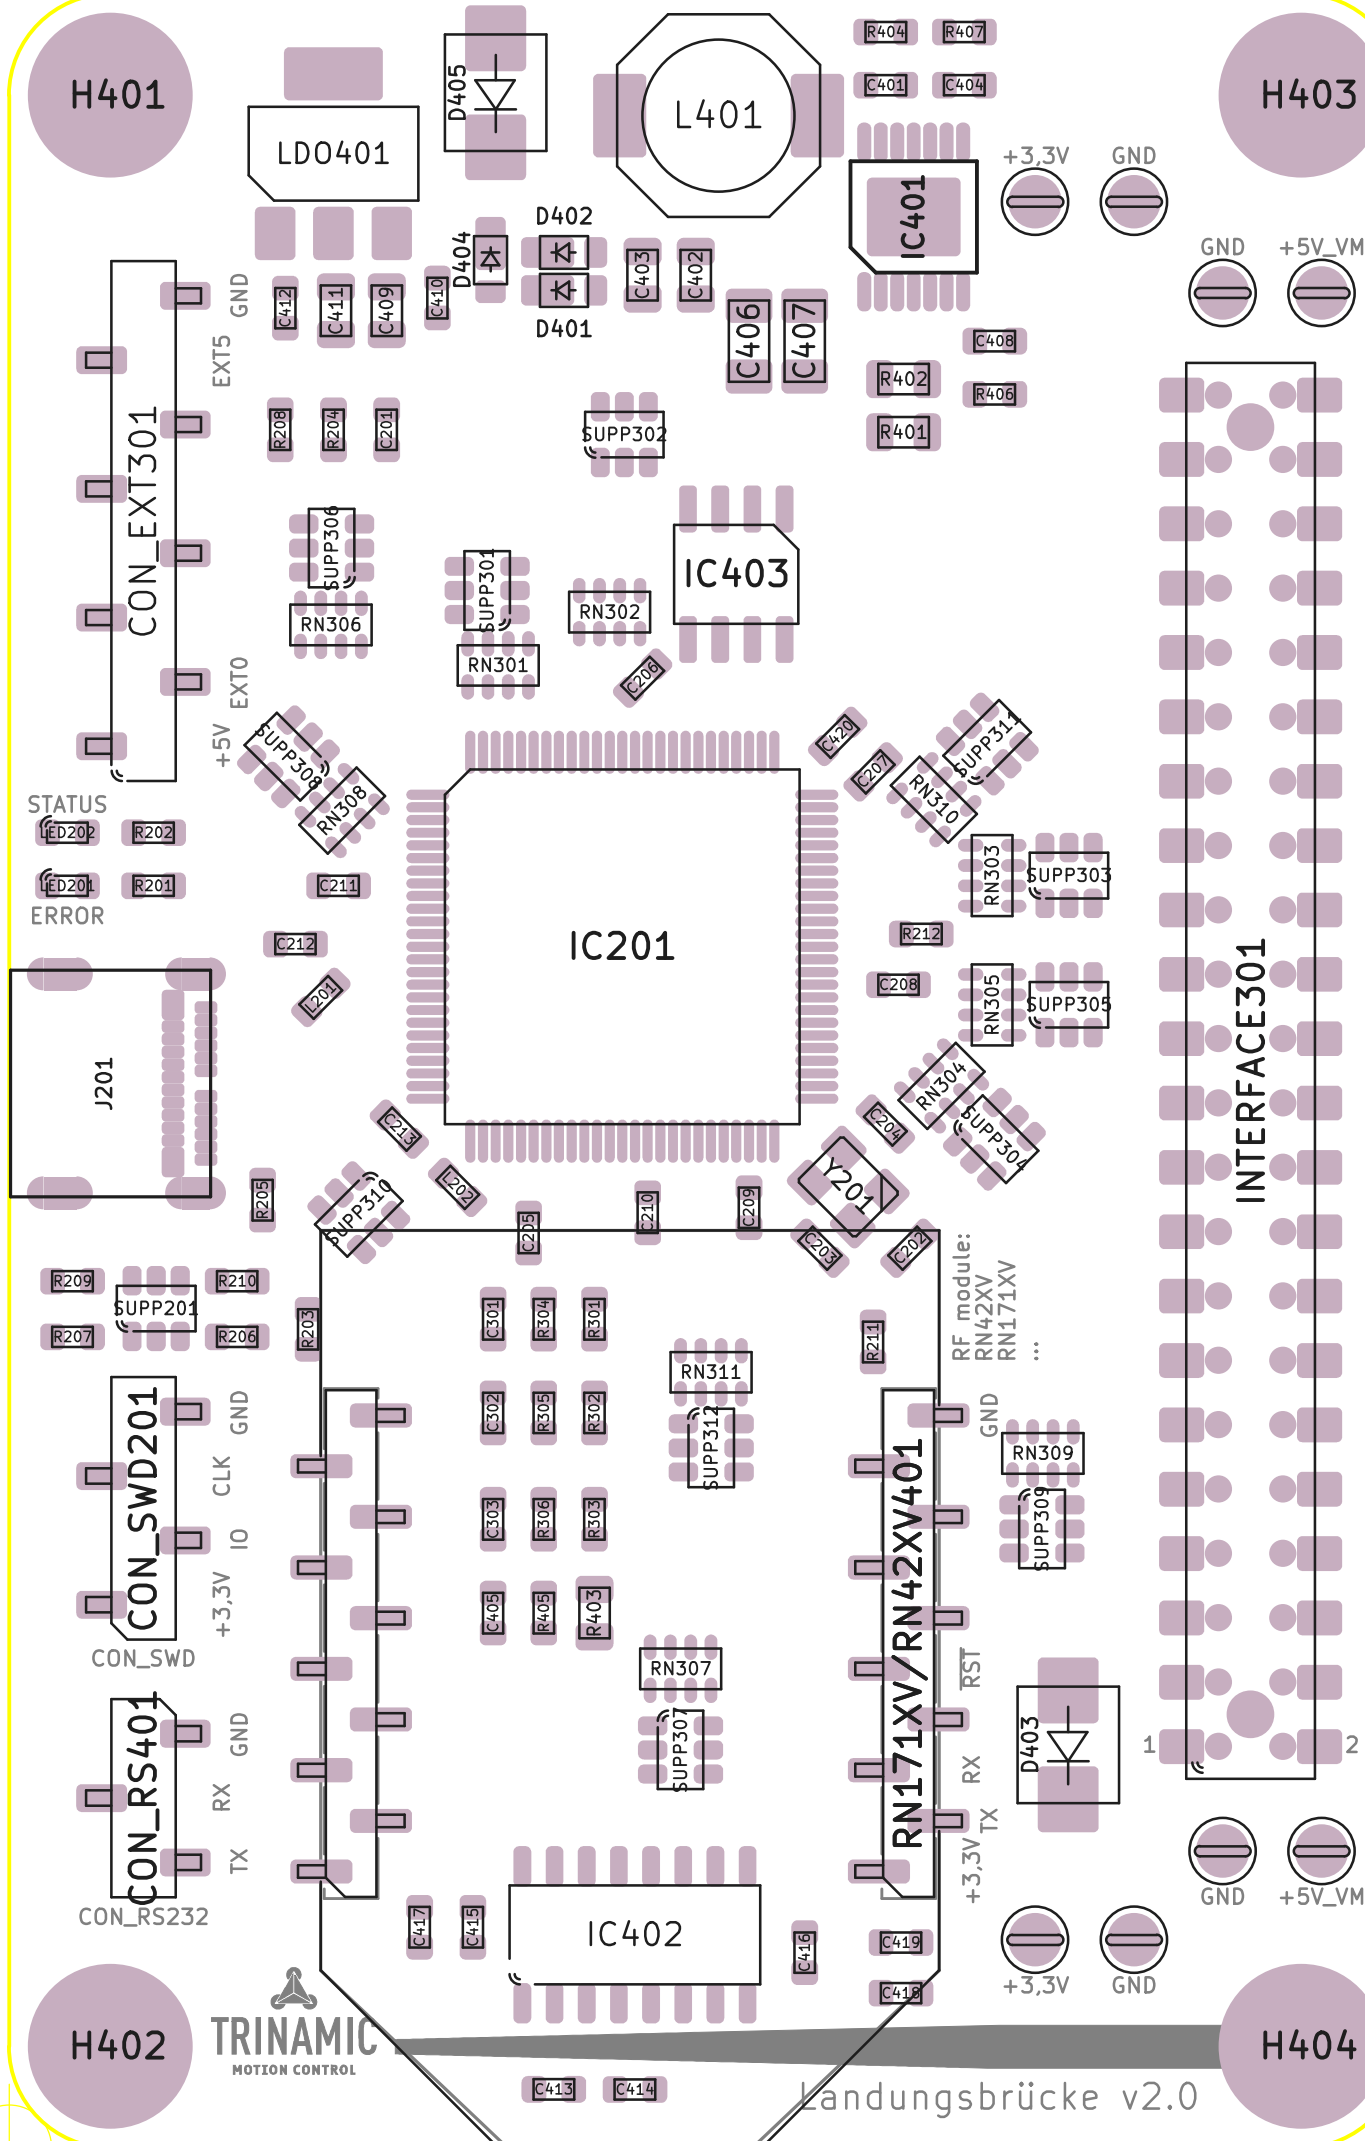 H401
D405
L401
R404
R407
H403
C401
C404
LDO401
+3,3V
GND
IC401
D402
D404
C403
C402
GND
+5V_VM
GND
C412
C411
C409
C410
D401
C406
C407
C408
EXT5
R402
R406
R208
R204
C201
SUPP302
R401
CON_EXT301
SUPP306
SUPP301
IC403
RN306
RN302
RN301
C206
EXT0
+5V
SUPP308
RN308
C420
C207
SUPP311
RN310
STATUS
LED202
R202
LED201
R201
ERROR
C211
RN303
SUPP303
C212
IC201
R212
L201
C208
RN305
SUPP305
INTERFACE301
J201
RN304
C213
C204
SUPP304
R205
SUPP310
L202
C205
C210
C209
Y201
C203
C202
R209
R210
SUPP201
R207
R206
R203
C301
R304
R301
R211
RF module:
RN42XV
RN171XV
...
RN311
GND
CLK
IO
+3,3V
CON_SWD201
C302
R305
R302
SUPP312
GND
RN309
C303
R306
R303
SUPP309
C405
R405
R403
RN171XV/RN42XV401
CON_SWD
RN307
RST
CON_RS401
GND
RX
TX
SUPP307
D403
1
2
RX
TX
+3,3V
CON_RS232
GND
+5V_VM
C417
C415
IC402
C416
C419
C418
+3,3V
GND
H402
TRINAMIC
MOTION CONTROL
H404
C413
C414
Landungsbrücke v2.0